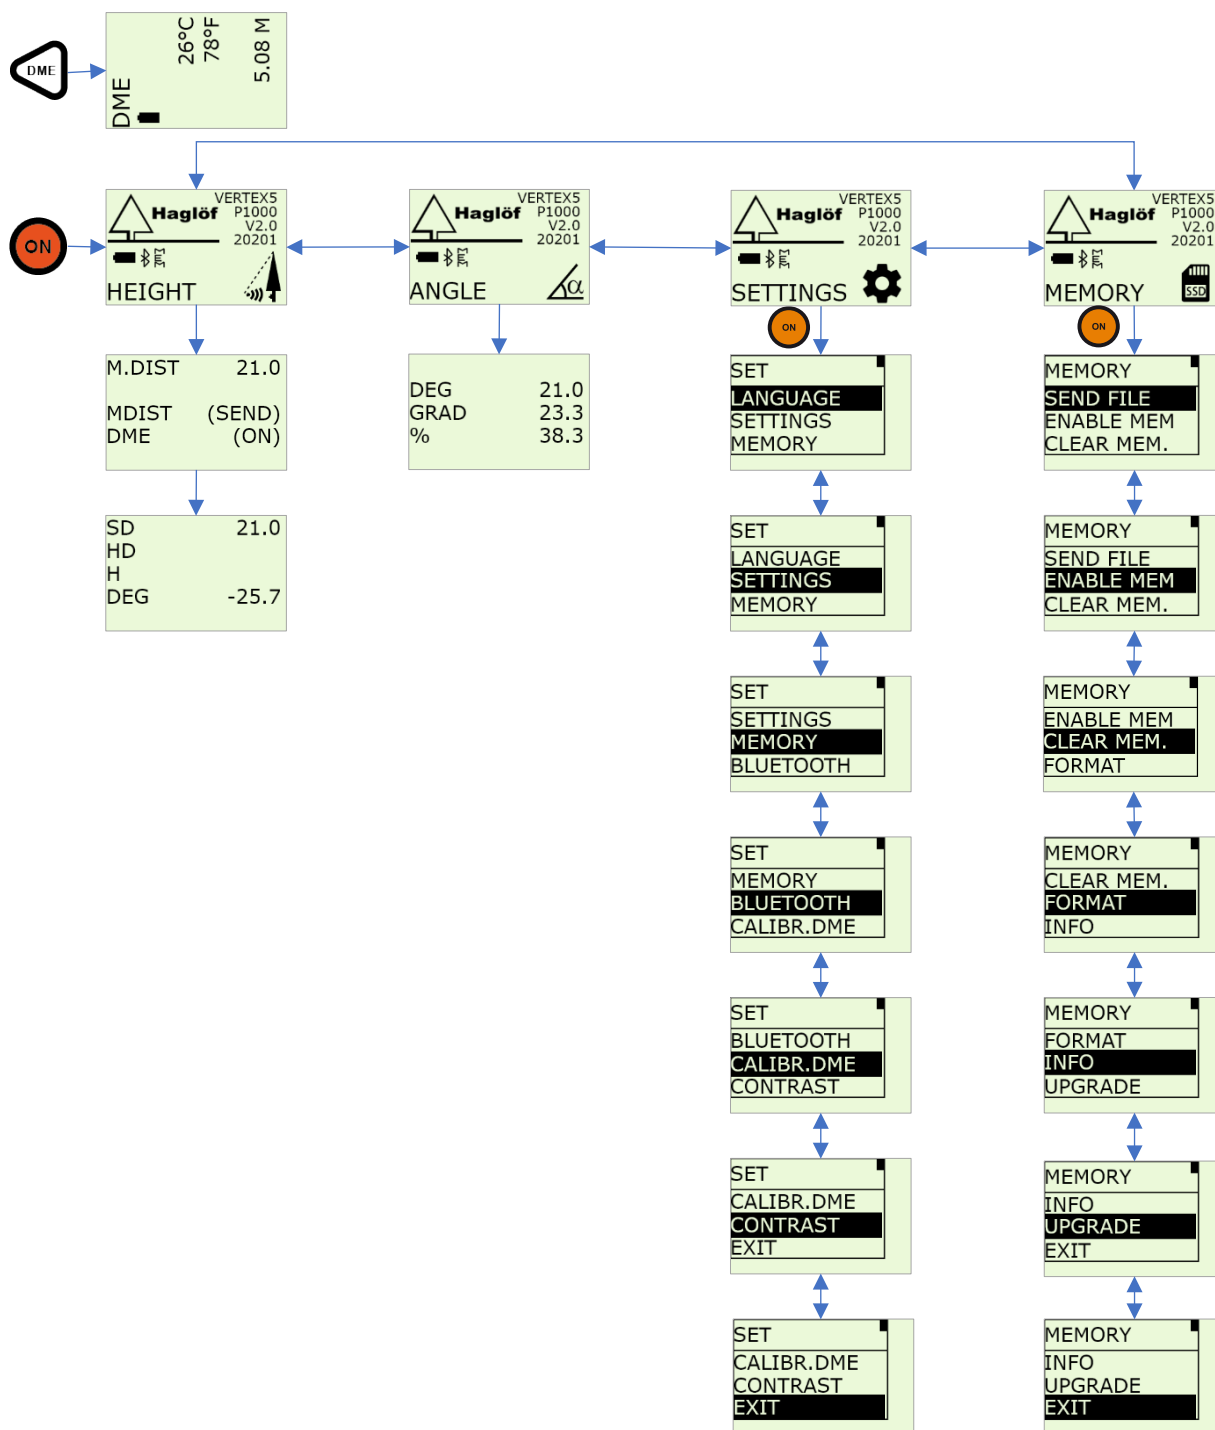 DME
DME
26°C
78°F
5.08 M
ON
Haglöf
VERTEX5
P1000
V2.0
20201
HEIGHT
Haglöf
VERTEX5
P1000
V2.0
20201
ANGLE
α
Haglöf
VERTEX5
P1000
V2.0
20201
SETTINGS
Haglöf
VERTEX5
P1000
V2.0
20201
MEMORY
SSD
ON
ON
M.DIST 21.0
MDIST (SEND)
DME (ON)
DEG 21.0
GRAD 23.3
% 38.3
SD 21.0
HD
H
DEG -25.7
SET
LANGUAGE
SETTINGS
MEMORY
SET
LANGUAGE
SETTINGS
MEMORY
SET
SETTINGS
MEMORY
BLUETOOTH
SET
MEMORY
BLUETOOTH
CALIBR.DME
SET
BLUETOOTH
CALIBR.DME
CONTRAST
SET
CALIBR.DME
CONTRAST
EXIT
SET
CALIBR.DME
CONTRAST
EXIT
MEMORY
SEND FILE
ENABLE MEM
CLEAR MEM.
MEMORY
SEND FILE
ENABLE MEM
CLEAR MEM.
MEMORY
ENABLE MEM
CLEAR MEM.
FORMAT
MEMORY
CLEAR MEM.
FORMAT
INFO
MEMORY
FORMAT
INFO
UPGRADE
MEMORY
INFO
UPGRADE
EXIT
MEMORY
INFO
UPGRADE
EXIT